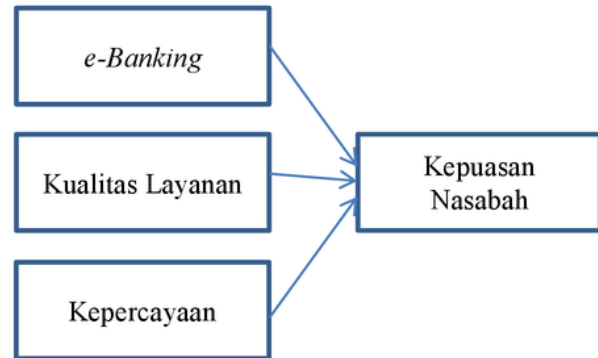 e-Banking
Kualitas Layanan
Kepercayaan
Kepuasan
Nasabah